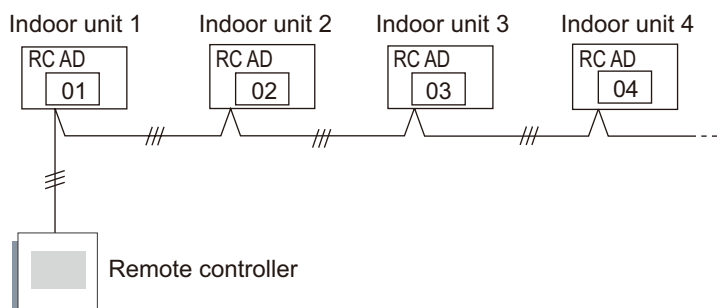 Indoor unit 1 Indoor unit 2 Indoor unit 3 Indoor unit 4
RC AD RC AD RC AD RC AD
01 02 03 04
Remote controller